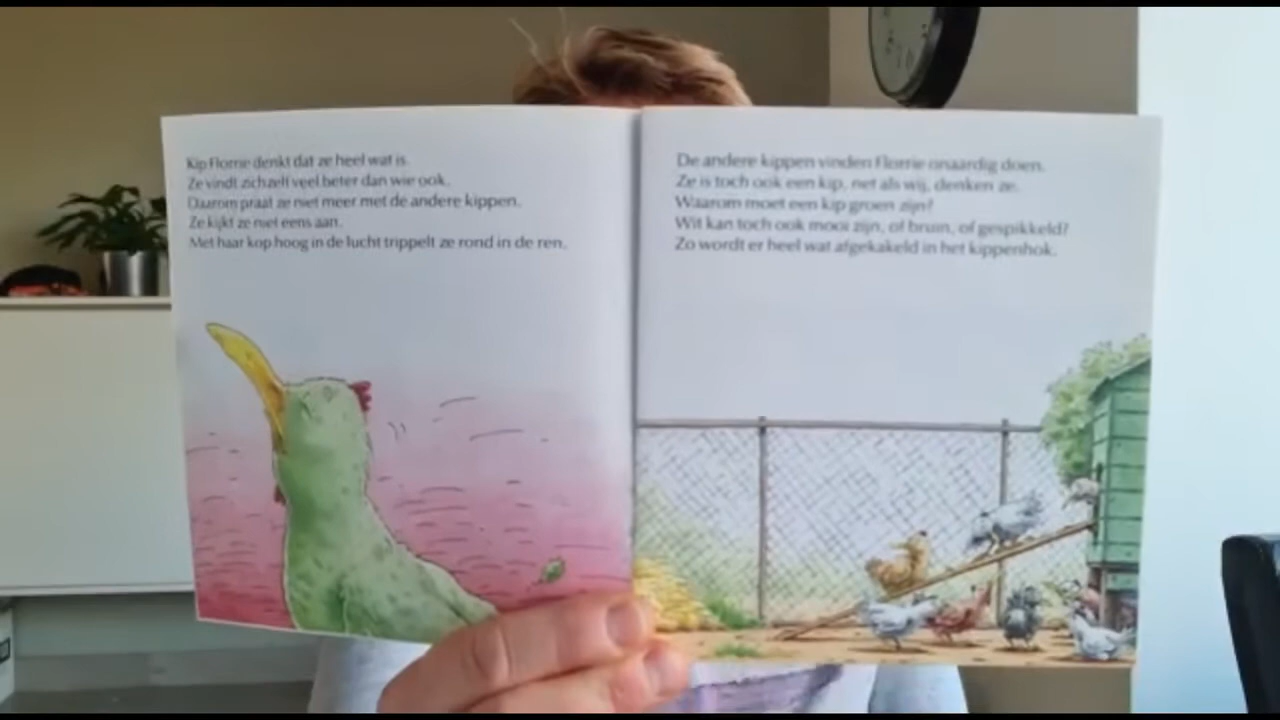 Kip Florrie denkt dat ze heel wat is.
Ze vindt zichzelf veel beter dan wie ook.
Daarom praat ze niet meer met de andere kippen.
Ze kijkt ze niet eens aan.
Met haar kop hoog in de lucht trippelt ze rond in de ren.
De andere kippen vinden Florrie onaardig doen.
Ze is toch ook een kip, net als wij, denken ze.
Waarom moet een kip groen zijn?
Wit kan toch ook mooi zijn, of bruin, of gespikkeld?
Zo wordt er heel wat afgekakeld in het kippenhok.